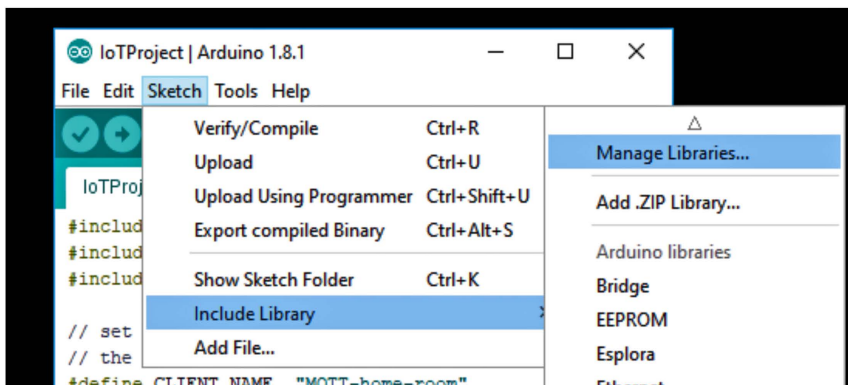 IoTProject | Arduino 1.8.1
File Edit Sketch Tools Help
Verify/Compile Ctrl+R
Upload Ctrl+U
Upload Using Programmer Ctrl+Shift+U
Export compiled Binary Ctrl+Alt+S
Show Sketch Folder Ctrl+K
Include Library
Add File...
Manage Libraries...
Add .ZIP Library...
Arduino libraries
Bridge
EEPROM
Esplora
IoTProj
#includ
#includ
#includ
// set
// the
#define CLIENT_NAME "MQTT-home-room"